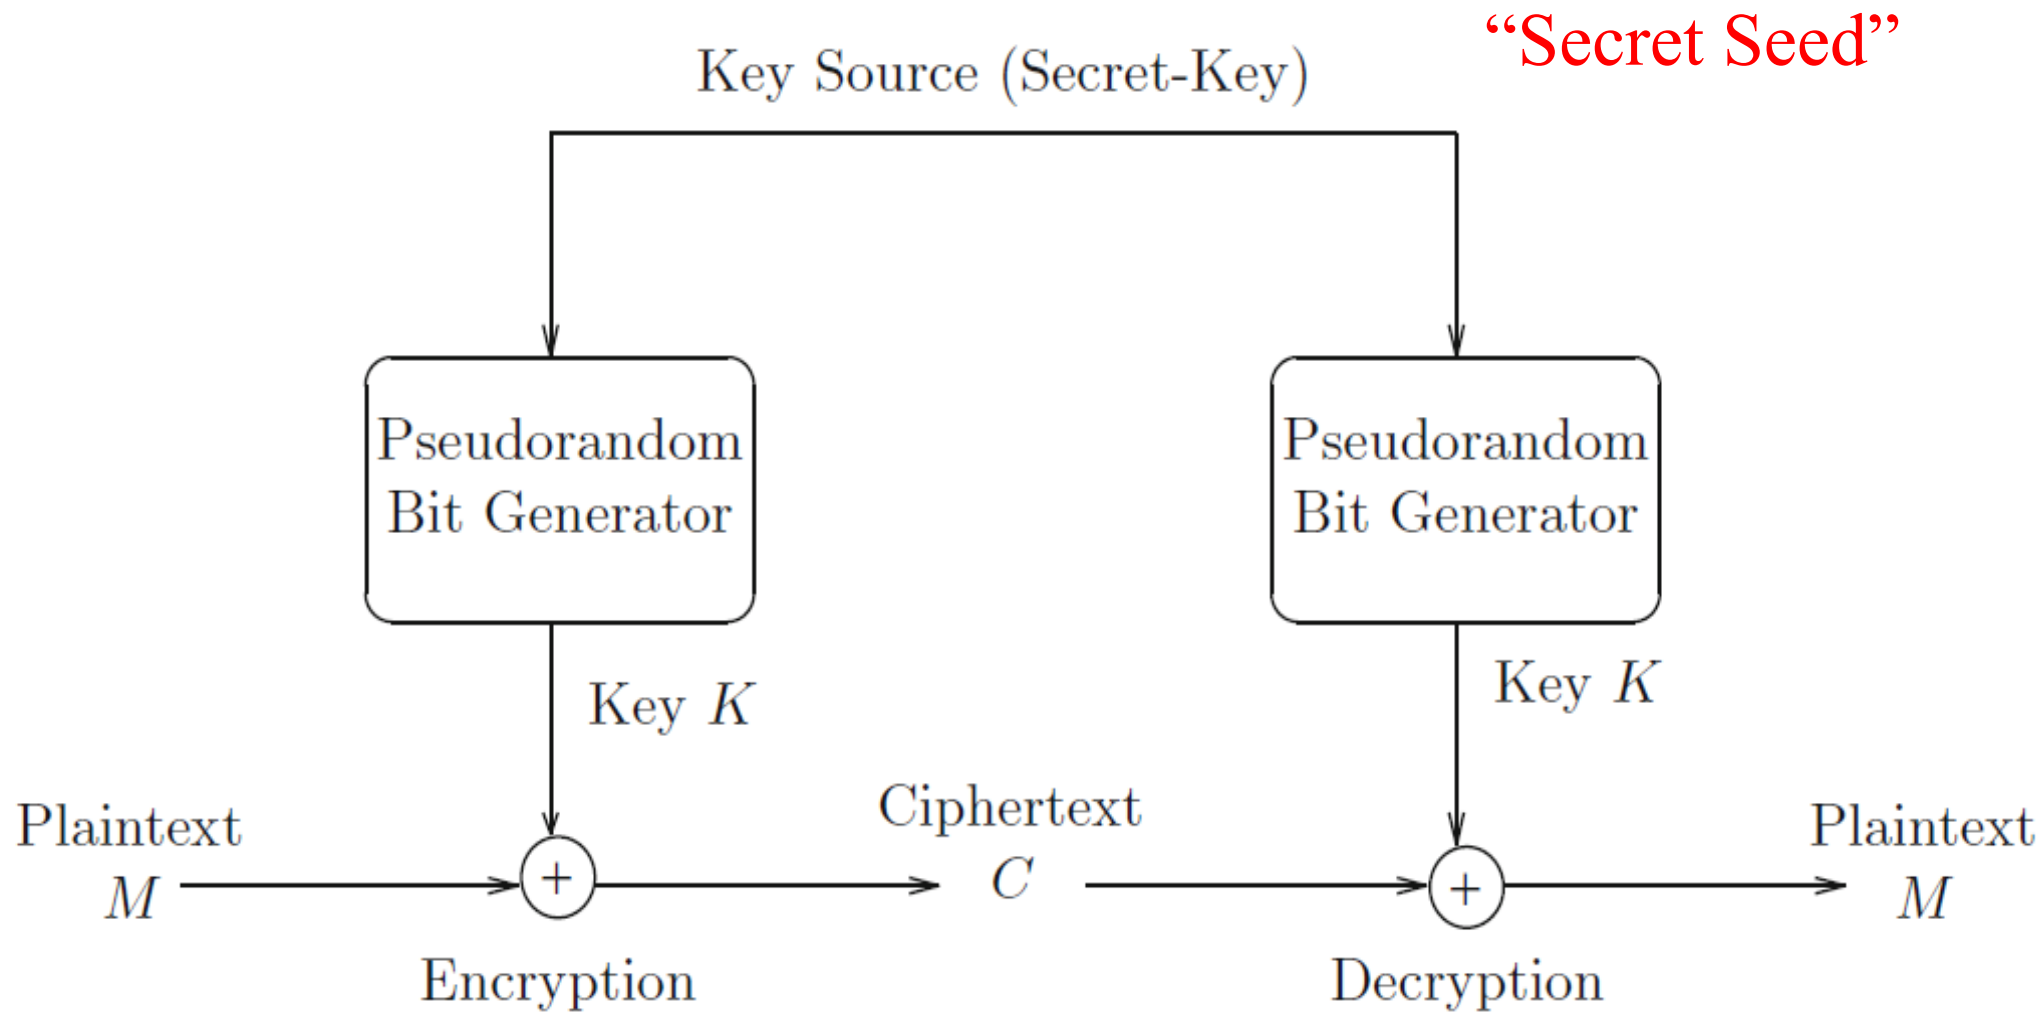 “Secret Seed”
Key Source (Secret-Key)
Pseudorandom
Bit Generator
Pseudorandom
Bit Generator
Key K
Key K
Plaintext
M
+
Encryption
Ciphertext
C
+
Decryption
Plaintext
M